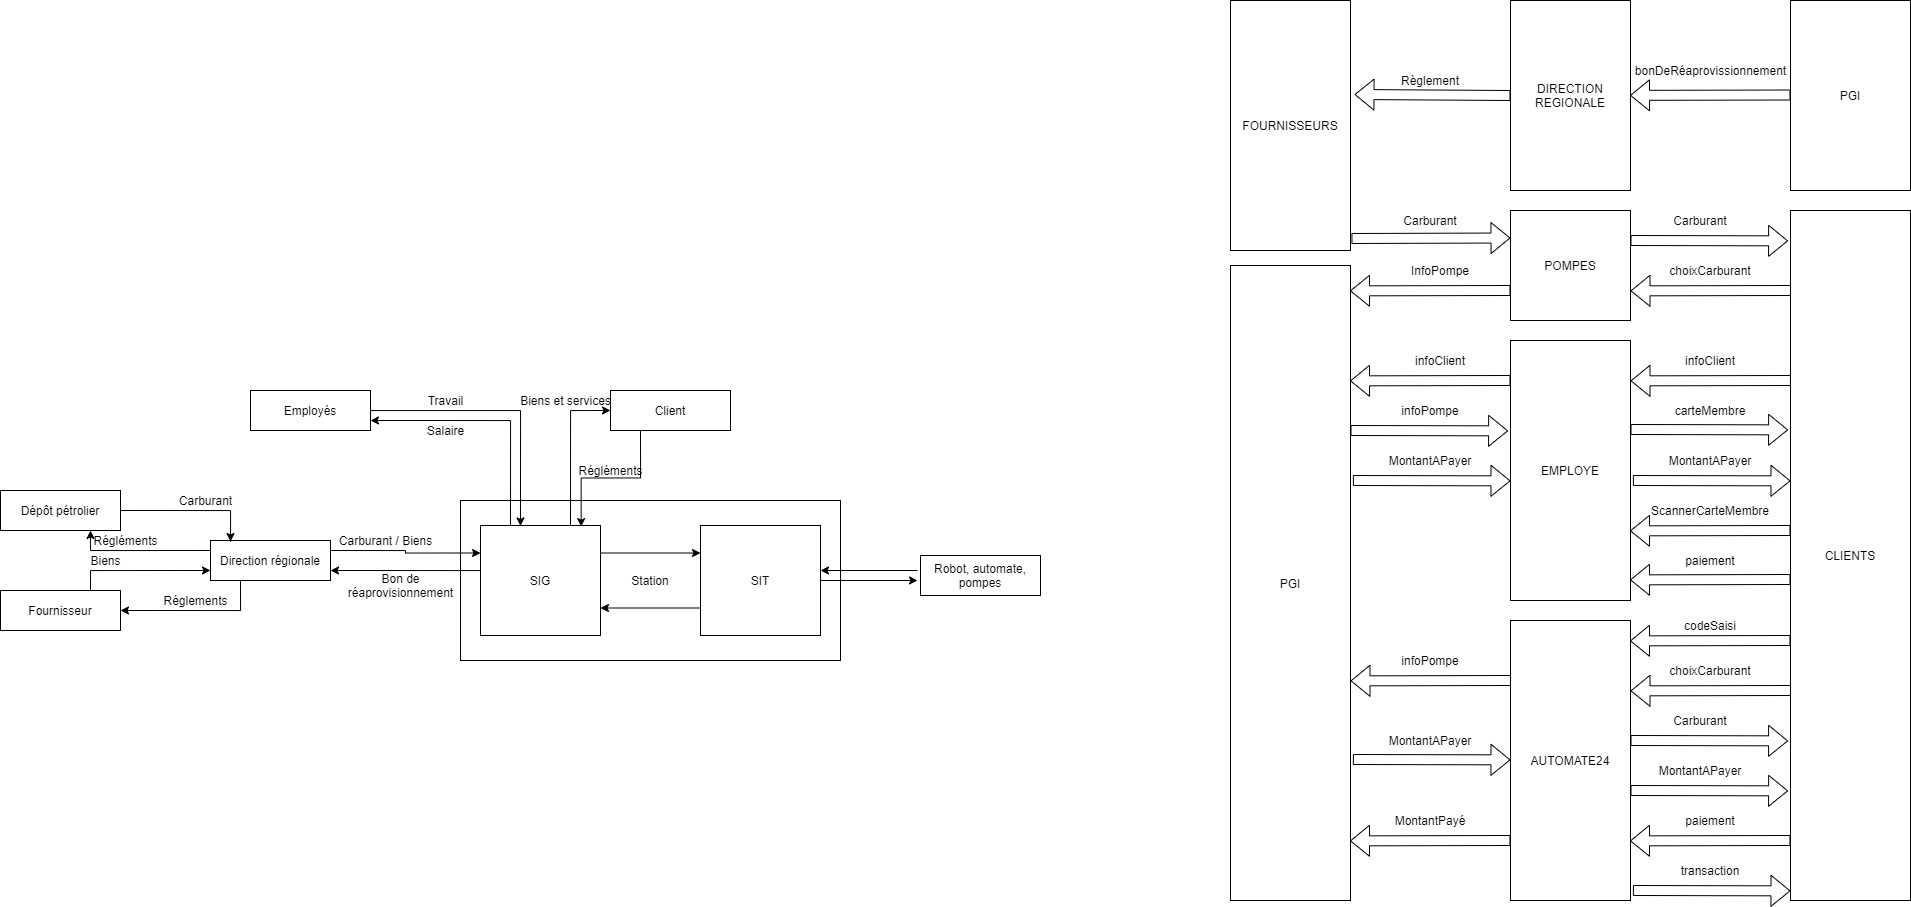 Employés
Travail
Salaire
Biens et services
Client
Régléments
Dépôt pétrolier
Carburant
Régléments
Biens
Direction régionale
Fournisseur
Réglements
Carburant / Biens
Bon de
réaprovisionnement
SIG
Station
SIT
Robot, automate,
pompes
FOURNISSEURS
Règlement
DIRECTION
REGIONALE
bonDeRéaprovissionnement
PGI
Carburant
POMPES
Carburant
InfoPompe
choixCarburant
PGI
infoClient
infoPompe
MontantAPayer
EMPLOYE
infoClient
carteMembre
MontantAPayer
ScannerCarteMembre
paiement
CLIENTS
infoPompe
MontantAPayer
MontantPayé
AUTOMATE24
codeSaisi
choixCarburant
Carburant
MontantAPayer
paiement
transaction